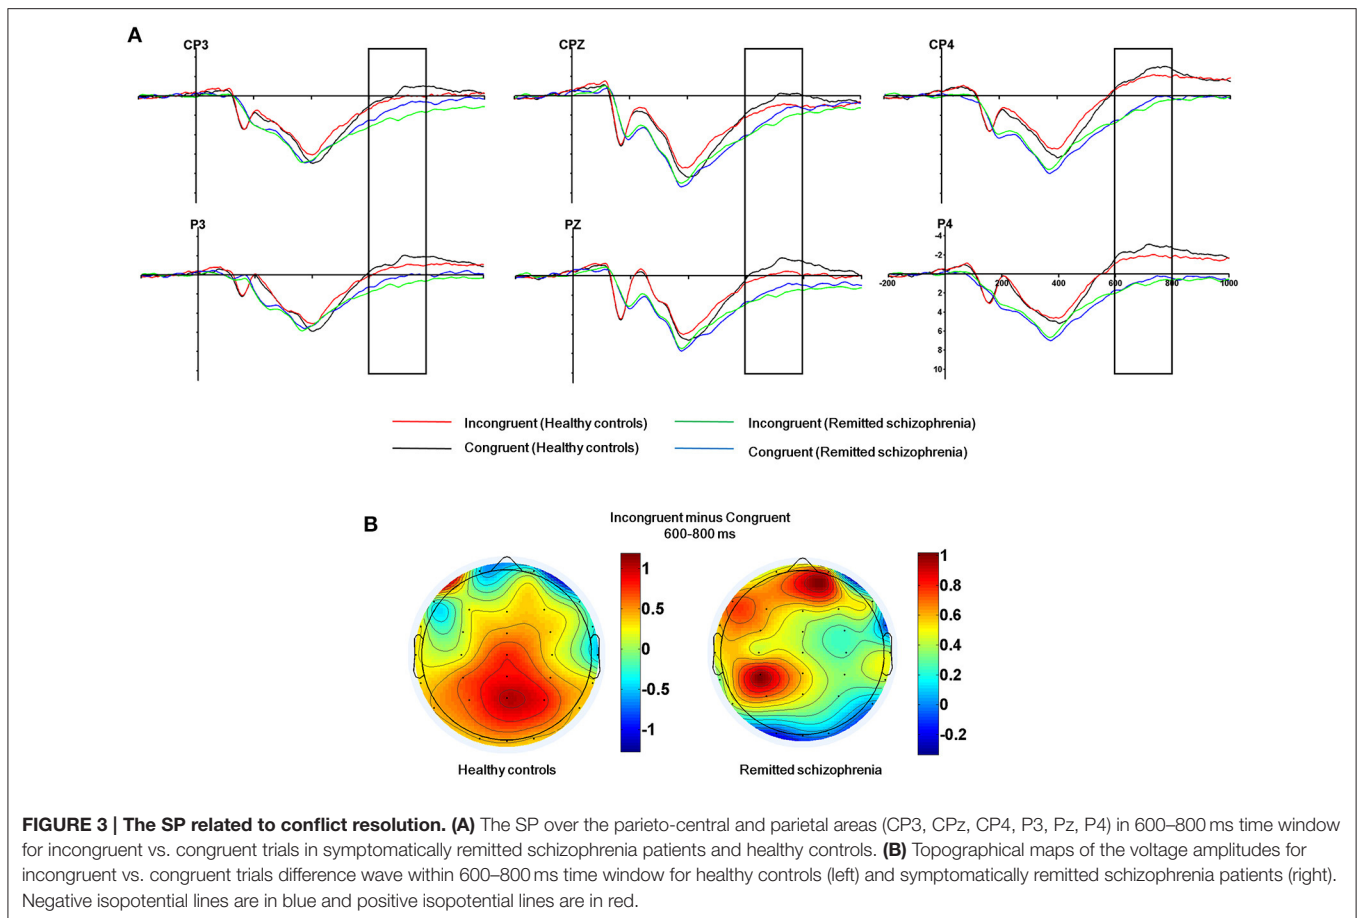 A
CP3
CPZ
CP4
P3
PZ
P4
-4
-2
2
4
6
8
10
-200
200
400
600
800
1000
Incongruent (Healthy controls)
Incongruent (Remitted schizophrenia)
Congruent (Healthy controls)
Congruent (Remitted schizophrenia)
B
Incongruent minus Congruent
600-800 ms
1
0.5
0
-0.5
-1
1
0.8
0.6
0.4
0.2
0
-0.2
Healthy controls
Remitted schizophrenia
FIGURE 3 | The SP related to conflict resolution. (A) The SP over the parieto-central and parietal areas (CP3, CPz, CP4, P3, Pz, P4) in 600–800 ms time window
for incongruent vs. congruent trials in symptomatically remitted schizophrenia patients and healthy controls. (B) Topographical maps of the voltage amplitudes for
incongruent vs. congruent trials difference wave within 600–800 ms time window for healthy controls (left) and symptomatically remitted schizophrenia patients (right).
Negative isopotential lines are in blue and positive isopotential lines are in red.